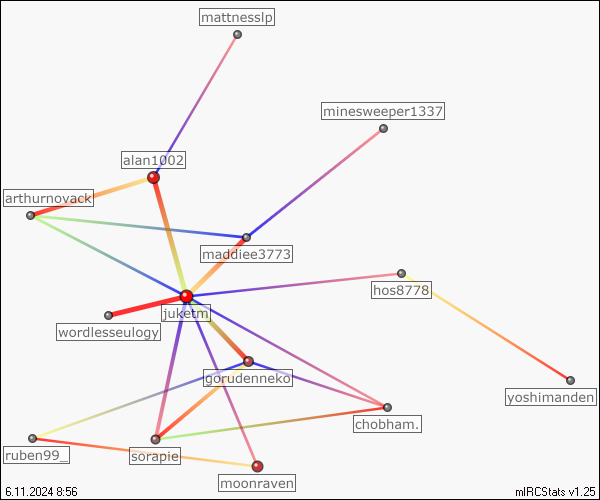 mattnesslp
minesweeper1337
alan1002
arthurnovack
maddiee3773
hos8778
juketm
wordlesseulogy
gorudenneko
yoshimanden
chobham.
ruben99_
sorapie
moonraven
6.11.2024 8:56
mIRCStats v1.25